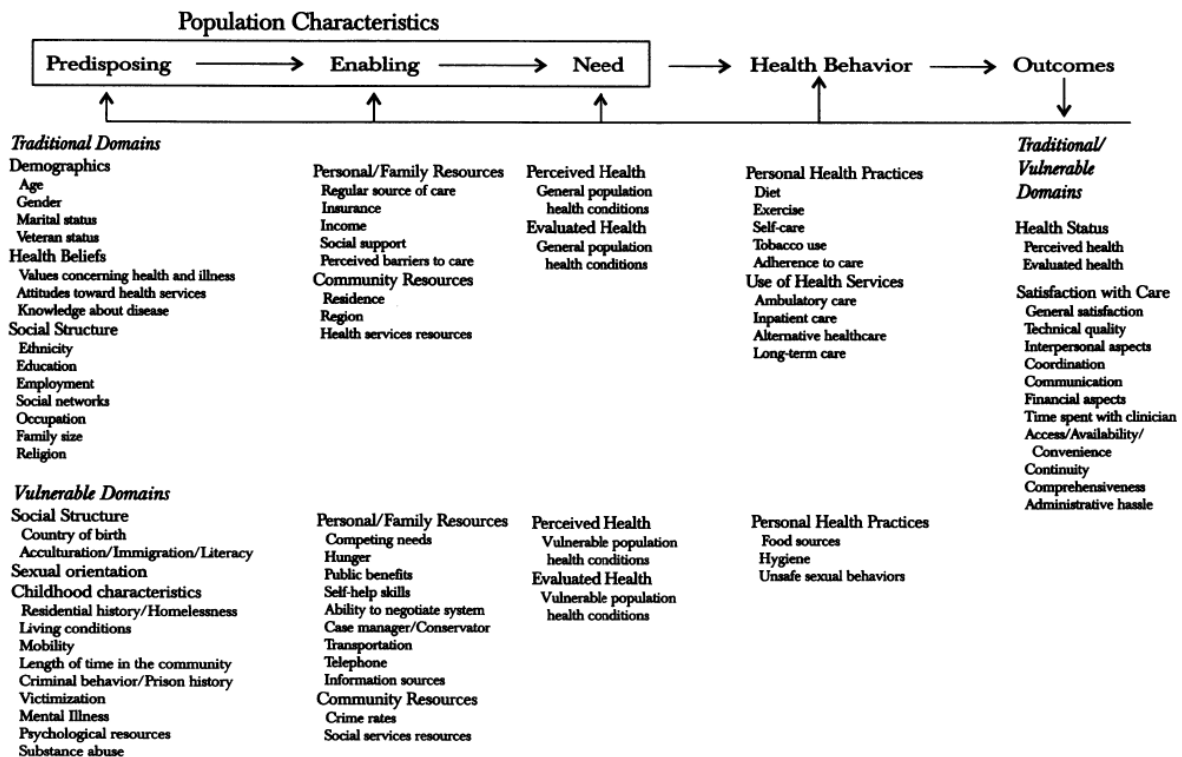 Population Characteristics
Predisposing
Enabling
Need
Health Behavior
Outcomes
Traditional Domains
Demographics
Age
Gender
Marital status
Veteran status
Health Beliefs
Values concerning health and illness
Attitudes toward health services
Knowledge about disease
Social Structure
Ethnicity
Education
Employment
Social networks
Occupation
Family size
Religion
Personal/Family Resources
Regular source of care
Insurance
Income
Social support
Perceived barriers to care
Community Resources
Residence
Region
Health services resources
Perceived Health
General population
health conditions
Evaluated Health
General population
health conditions
Personal Health Practices
Diet
Exercise
Self-care
Tobacco use
Adherence to care
Use of Health Services
Ambulatory care
Inpatient care
Alternative healthcare
Long-term care
Traditional/
Vulnerable
Domains
Health Status
Perceived health
Evaluated health
Satisfaction with Care
General satisfaction
Technical quality
Interpersonal aspects
Coordination
Communication
Financial aspects
Time spent with clinician
Access/Availability/
Convenience
Continuity
Comprehensiveness
Administrative hassle
Vulnerable Domains
Social Structure
Country of birth
Acculturation/Immigration/Literacy
Sexual orientation
Childhood characteristics
Residential history/Homelessness
Living conditions
Mobility
Length of time in the community
Criminal behavior/Prison history
Victimization
Mental Illness
Psychological resources
Substance abuse
Personal/Family Resources
Competing needs
Hunger
Public benefits
Self-help skills
Ability to negotiate system
Case manager/Conservator
Transportation
Telephone
Information sources
Community Resources
Crime rates
Social services resources
Perceived Health
Vulnerable population
health conditions
Evaluated Health
Vulnerable population
health conditions
Personal Health Practices
Food sources
Hygiene
Unsafe sexual behaviors